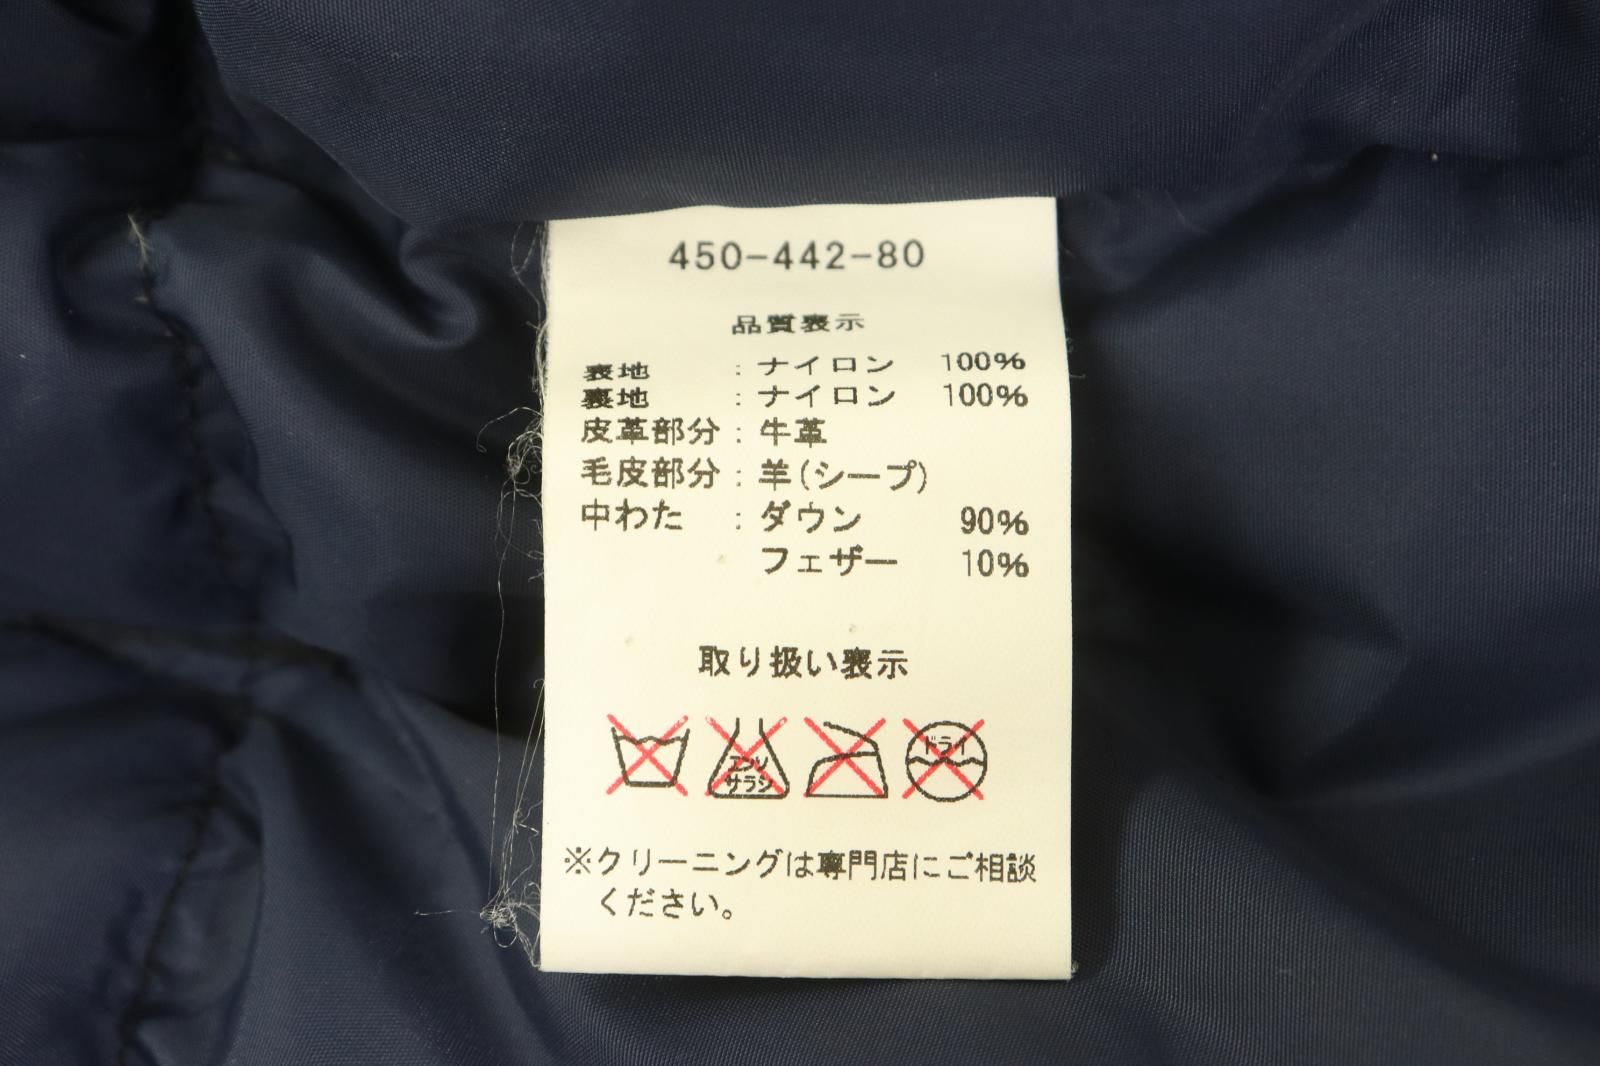 450-442-80
品質表示
表地 : ナイロン 100%
裏地 : ナイロン 100%
皮革部分 : 牛革
毛皮部分 : 羊(シープ)
中わた : ダウン 90%
フェザー 10%
取り扱い表示
エンソ
サラシ
ドライ
※クリーニングは専門店にご相談
ください。